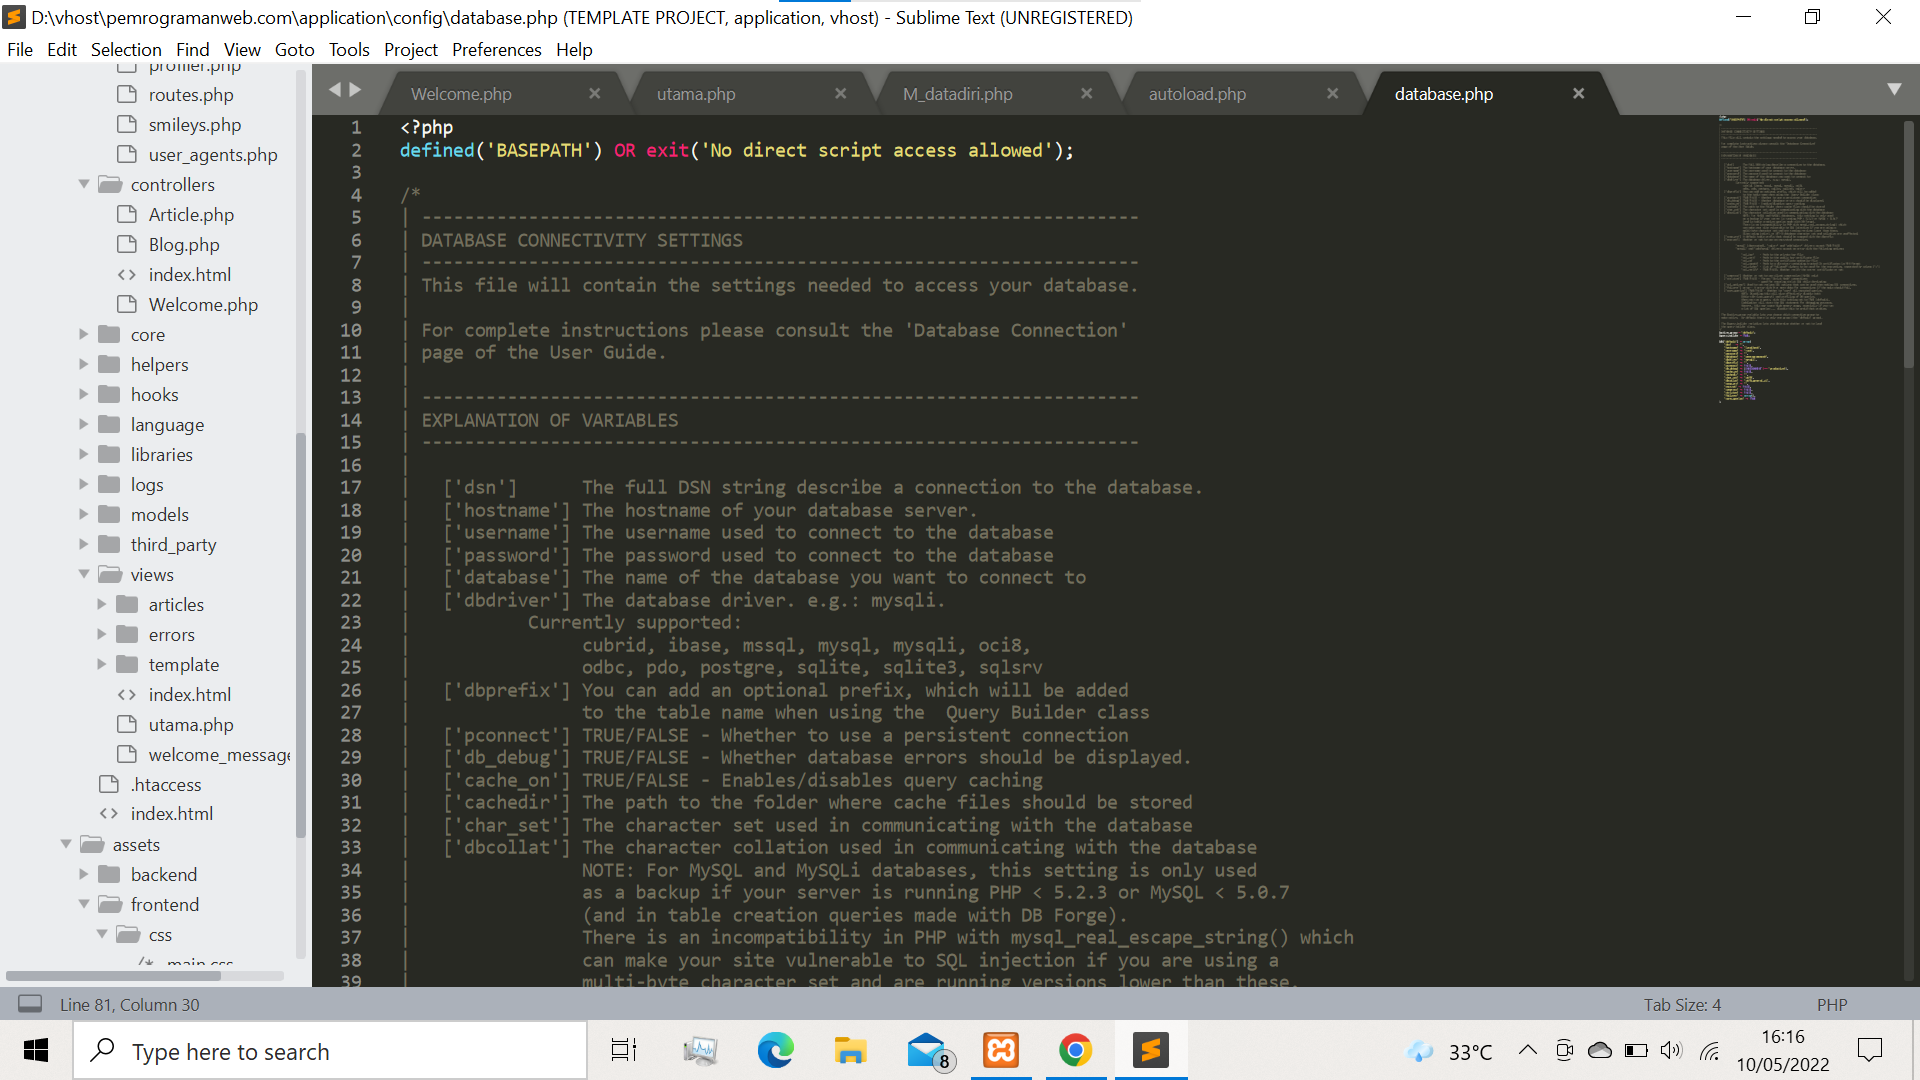 D:\vhost\pemrogramanweb.com\application\config\database.php (TEMPLATE PROJECT, application, vhost) - Sublime Text (UNREGISTERED)
File Edit Selection Find View Goto Tools Project Preferences Help
profiler.php
routes.php
smileys.php
user_agents.php
controllers
Article.php
Blog.php
<> index.html
Welcome.php
core
helpers
hooks
language
libraries
logs
models
third_party
views
articles
errors
template
<> index.html
utama.php
welcome_message
.htaccess
<> index.html
assets
backend
frontend
css
/* main.css
Welcome.php × utama.php × M_datadiri.php × autoload.php × database.php ×
1 <?php
2 defined('BASEPATH') OR exit('No direct script access allowed');
3
4 /*
5 | -------------------------------------------------------------------
6 | DATABASE CONNECTIVITY SETTINGS
7 | -------------------------------------------------------------------
8 | This file will contain the settings needed to access your database.
9 |
10 | For complete instructions please consult the 'Database Connection'
11 | page of the User Guide.
12 |
13 | -------------------------------------------------------------------
14 | EXPLANATION OF VARIABLES
15 | -------------------------------------------------------------------
16 |
17 | ['dsn'] The full DSN string describe a connection to the database.
18 | ['hostname'] The hostname of your database server.
19 | ['username'] The username used to connect to the database
20 | ['password'] The password used to connect to the database
21 | ['database'] The name of the database you want to connect to
22 | ['dbdriver'] The database driver. e.g.: mysqli.
23 | Currently supported:
24 | cubrid, ibase, mssql, mysql, mysqli, oci8,
25 | odbc, pdo, postgre, sqlite, sqlite3, sqlsrv
26 | ['dbprefix'] You can add an optional prefix, which will be added
27 | to the table name when using the  Query Builder class
28 | ['pconnect'] TRUE/FALSE - Whether to use a persistent connection
29 | ['db_debug'] TRUE/FALSE - Whether database errors should be displayed.
30 | ['cache_on'] TRUE/FALSE - Enables/disables query caching
31 | ['cachedir'] The path to the folder where cache files should be stored
32 | ['char_set'] The character set used in communicating with the database
33 | ['dbcollat'] The character collation used in communicating with the database
34 | NOTE: For MySQL and MySQLi databases, this setting is only used
35 | as a backup if your server is running PHP < 5.2.3 or MySQL < 5.0.7
36 | (and in table creation queries made with DB Forge).
37 | There is an incompatibility in PHP with mysql_real_escape_string() which
38 | can make your site vulnerable to SQL injection if you are using a
39 | multi-byte character set and are running versions lower than these.
Line 81, Column 30
Tab Size: 4
PHP
Type here to search
8
33°C
16:16
10/05/2022